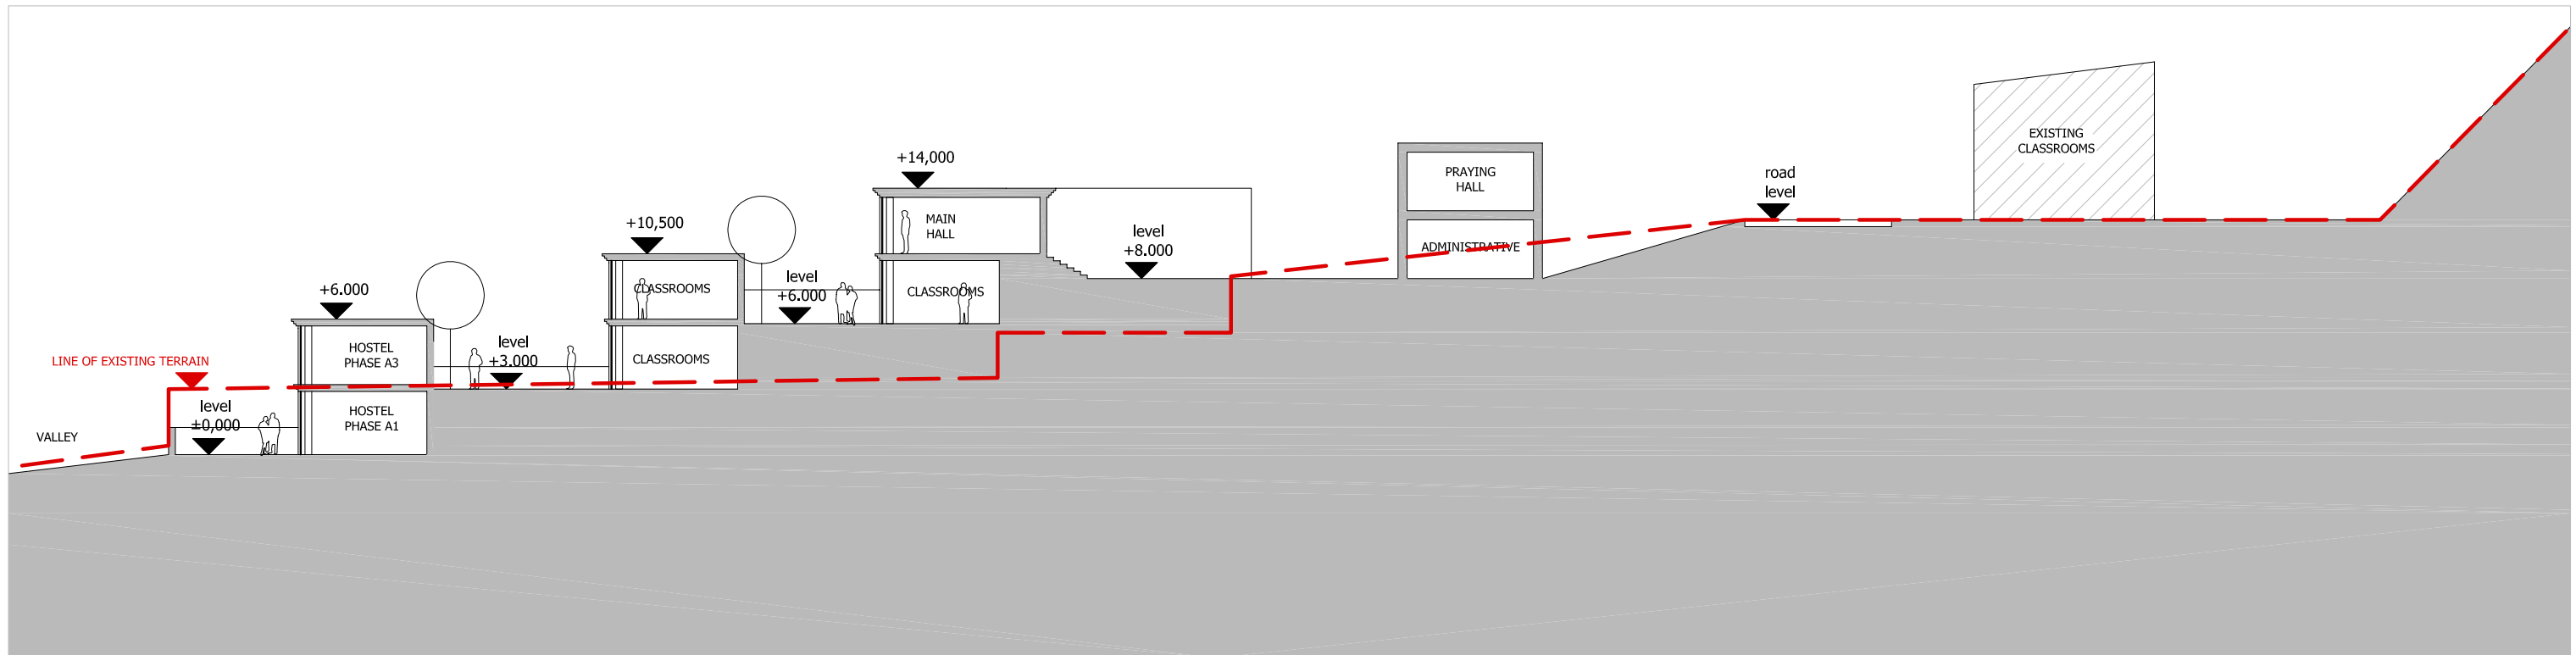 LINE OF EXISTING TERRAIN
VALLEY
level
±0,000
+6.000
HOSTEL
PHASE A3
HOSTEL
PHASE A1
level
+3.000
+10,500
CLASSROOMS
CLASSROOMS
level
+6.000
+14,000
MAIN
HALL
CLASSROOMS
level
+8.000
PRAYING
HALL
ADMINISTRATIVE
road
level
EXISTING
CLASSROOMS